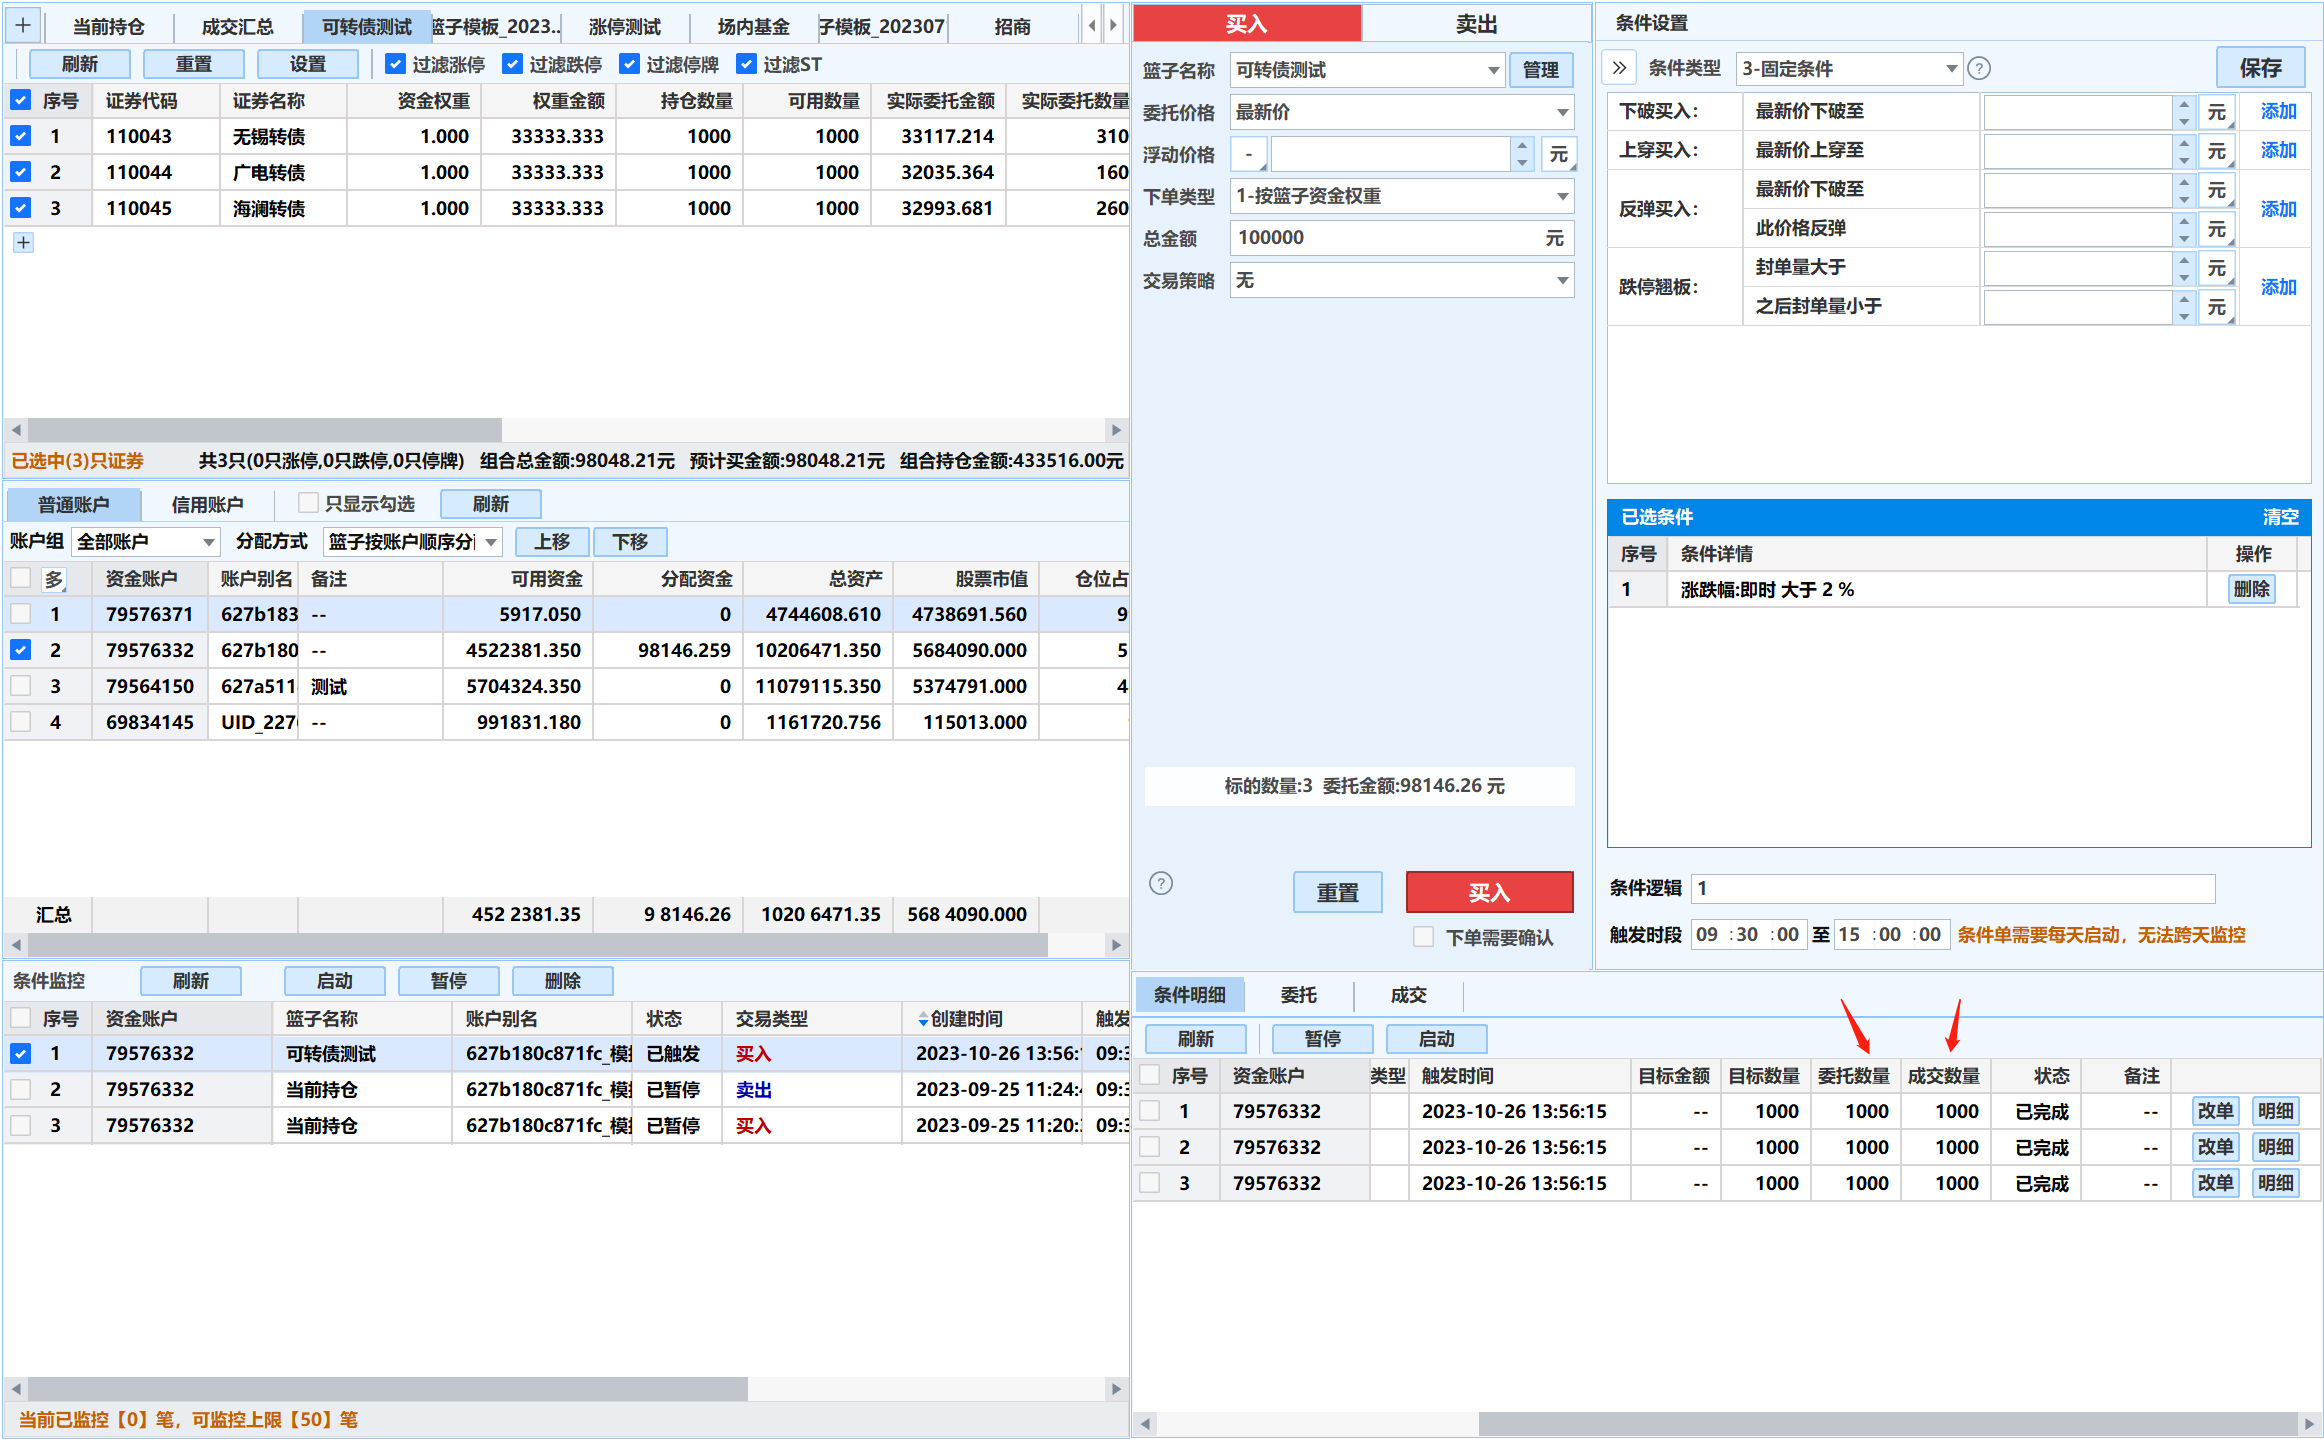 当前持仓 成交汇总 可转债测试 篮子模板_2023... 涨停测试 场内基金 子模板_202307 招商
刷新 重置 设置 过滤涨停 过滤跌停 过滤停牌 过滤ST
序号 证券代码 证券名称 资金权重 权重金额 持仓数量 可用数量 实际委托金额 实际委托数量
1 110043 无锡转债 1.000 33333.333 1000 1000 33117.214 310
2 110044 广电转债 1.000 33333.333 1000 1000 32035.364 160
3 110045 海澜转债 1.000 33333.333 1000 1000 32993.681 260
已选中(3)只证券 共3只(0只涨停,0只跌停,0只停牌) 组合总金额:98048.21元 预计买金额:98048.21元 组合持仓金额:433516.00元
普通账户 信用账户 只显示勾选 刷新
账户组 全部账户 分配方式 篮子按账户顺序分 上移 下移
多 资金账户 账户别名 备注 可用资金 分配资金 总资产 股票市值 仓位占
1 79576371 627b183 -- 5917.050 0 4744608.610 4738691.560 9
2 79576332 627b180 -- 4522381.350 98146.259 10206471.350 5684090.000 5
3 79564150 627a511 测试 5704324.350 0 11079115.350 5374791.000 4
4 69834145 UID_227 -- 991831.180 0 1161720.756 115013.000
汇总 452 2381.35 9 8146.26 1020 6471.35 568 4090.000
条件监控 刷新 启动 暂停 删除
序号 资金账户 篮子名称 账户别名 状态 交易类型 创建时间 触发
1 79576332 可转债测试 627b180c871fc_模 已触发 买入 2023-10-26 13:56: 09:3
2 79576332 当前持仓 627b180c871fc_模 已暂停 卖出 2023-09-25 11:24: 09:3
3 79576332 当前持仓 627b180c871fc_模 已暂停 买入 2023-09-25 11:20: 09:3
当前已监控【0】笔，可监控上限【50】笔
买入 卖出
篮子名称 可转债测试 管理
委托价格 最新价
浮动价格 - 元
下单类型 1-按篮子资金权重
总金额 100000 元
交易策略 无
标的数量:3 委托金额:98146.26 元
? 重置 买入
下单需要确认
条件设置
» 条件类型 3-固定条件 ? 保存
下破买入: 最新价下破至 元 添加
上穿买入: 最新价上穿至 元 添加
反弹买入: 最新价下破至 元 添加
此价格反弹 元
跌停翘板: 封单量大于 元 添加
之后封单量小于 元
已选条件 清空
序号 条件详情 操作
1 涨跌幅:即时 大于 2 % 删除
条件逻辑 1
触发时段 09 :30 :00 至 15 :00 :00 条件单需要每天启动，无法跨天监控
条件明细 委托 成交
刷新 暂停 启动
序号 资金账户 类型 触发时间 目标金额 目标数量 委托数量 成交数量 状态 备注
1 79576332 2023-10-26 13:56:15 -- 1000 1000 1000 已完成 -- 改单 明细
2 79576332 2023-10-26 13:56:15 -- 1000 1000 1000 已完成 -- 改单 明细
3 79576332 2023-10-26 13:56:15 -- 1000 1000 1000 已完成 -- 改单 明细